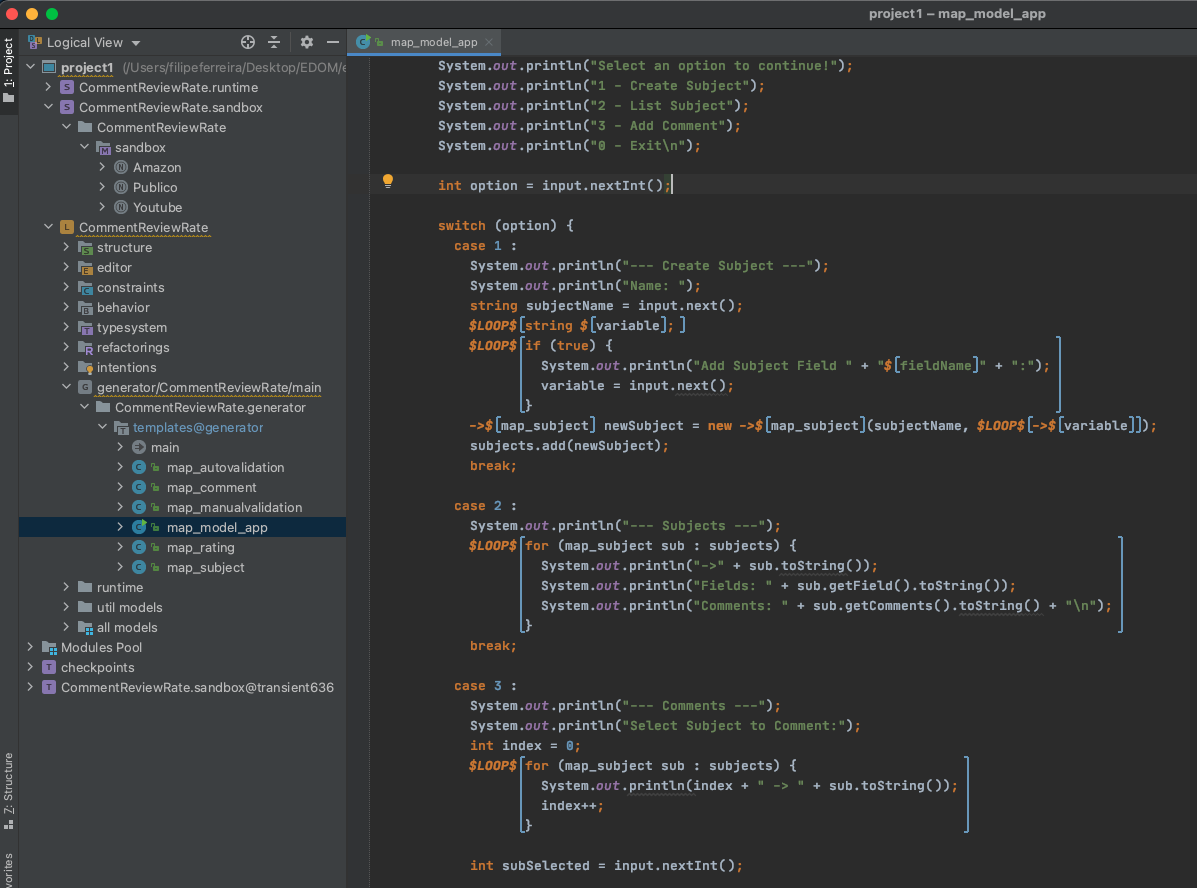 project1 – map_model_app
1: Project
Logical View
map_model_app
project1 (/Users/filipeferreira/Desktop/EDOM/e
CommentReviewRate.runtime
CommentReviewRate.sandbox
CommentReviewRate
sandbox
Amazon
Publico
Youtube
CommentReviewRate
structure
editor
constraints
behavior
typesystem
refactorings
intentions
generator/CommentReviewRate/main
CommentReviewRate.generator
templates@generator
main
map_autovalidation
map_comment
map_manualvalidation
map_model_app
map_rating
map_subject
runtime
util models
all models
Modules Pool
checkpoints
CommentReviewRate.sandbox@transient636
Z: Structure
vorites
System.out.println("Select an option to continue!");
System.out.println("1 - Create Subject");
System.out.println("2 - List Subject");
System.out.println("3 - Add Comment");
System.out.println("0 - Exit\n");
int option = input.nextInt();
switch (option) {
case 1 :
System.out.println("--- Create Subject ---");
System.out.println("Name: ");
string subjectName = input.next();
$LOOP$[string $[variable]; ]
$LOOP$[if (true) {
System.out.println("Add Subject Field " + "$[fieldName]" + ":");
variable = input.next();
}]
->$[map_subject] newSubject = new ->$[map_subject](subjectName, $LOOP$[->$[variable]]);
subjects.add(newSubject);
break;
case 2 :
System.out.println("--- Subjects ---");
$LOOP$[for (map_subject sub : subjects) {
System.out.println("->" + sub.toString());
System.out.println("Fields: " + sub.getField().toString());
System.out.println("Comments: " + sub.getComments().toString() + "\n");
}]
break;
case 3 :
System.out.println("--- Comments ---");
System.out.println("Select Subject to Comment:");
int index = 0;
$LOOP$[for (map_subject sub : subjects) {
System.out.println(index + " -> " + sub.toString());
index++;
}]
int subSelected = input.nextInt();